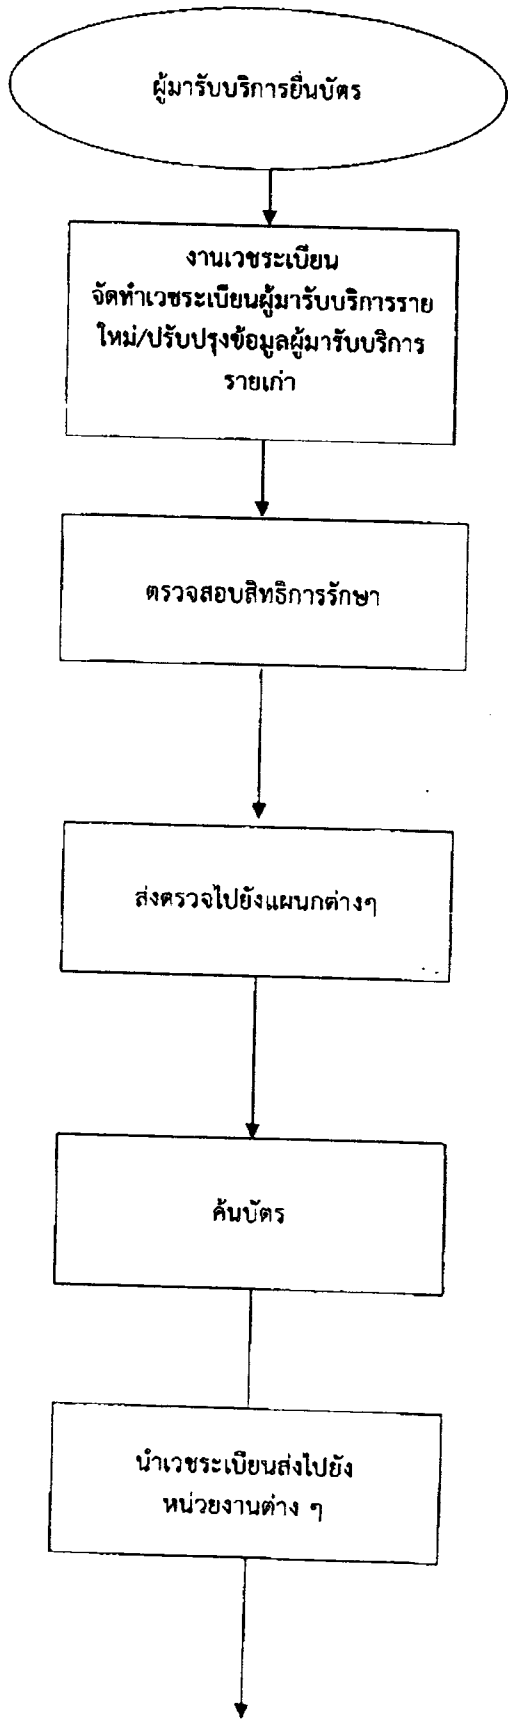 ผู้มารับบริการยื่นบัตร
งานเวชระเบียน
จัดทำเวชระเบียนผู้มารับบริการราย
ใหม่/ปรับปรุงข้อมูลผู้มารับบริการ
รายเก่า
ตรวจสอบสิทธิการรักษา
ส่งตรวจไปยังแผนกต่างๆ
ค้นบัตร
นำเวชระเบียนส่งไปยัง
หน่วยงานต่าง ๆ